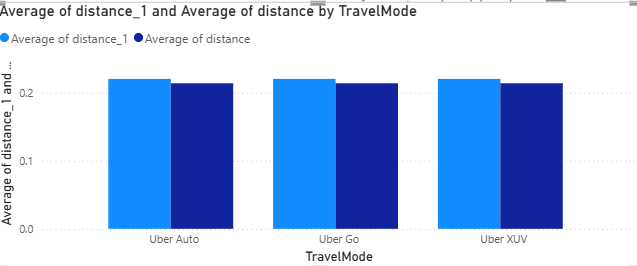 Average of distance_1 and Average of distance by TravelMode
Average of distance_1 Average of distance
Average of distance_1 and ...
0.2
0.1
0.0
Uber Auto Uber Go Uber XUV
TravelMode